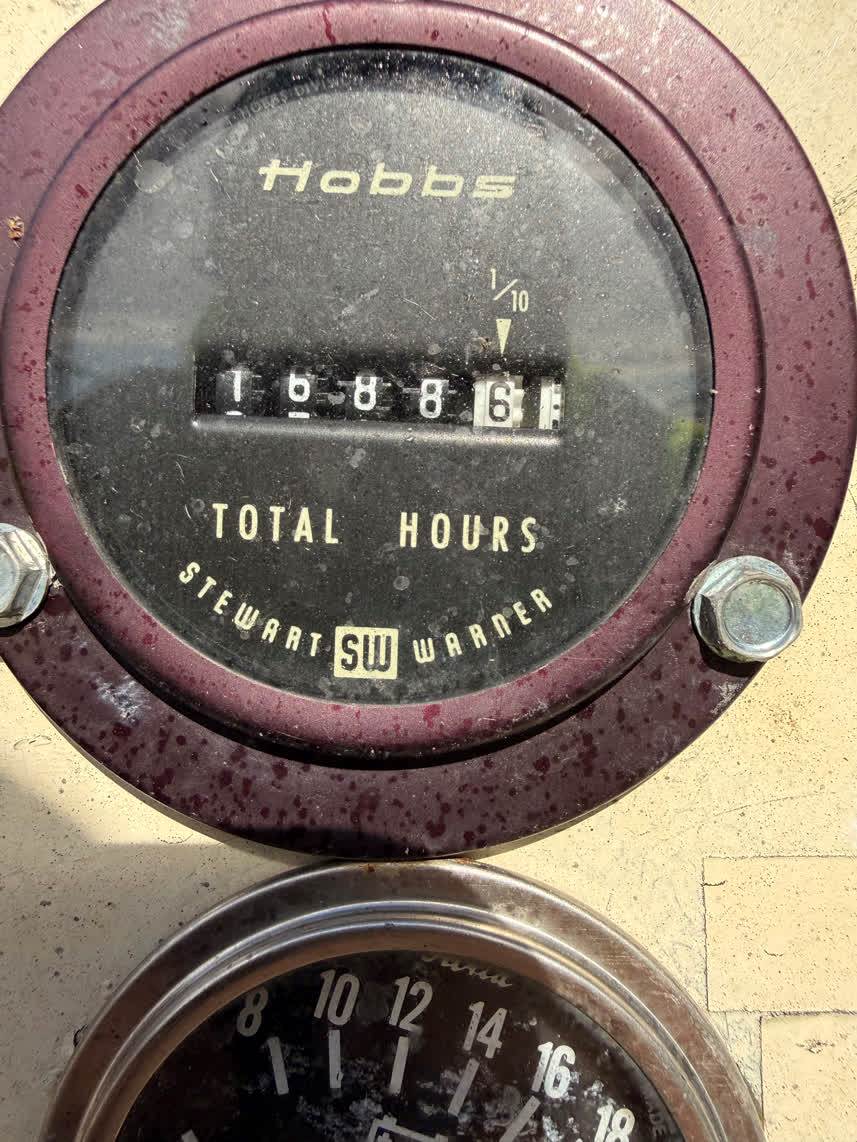 Hobbs
1/10
1 6 8 8 6
TOTAL HOURS
STEWART SW WARNER
8 10 12 14 16 18